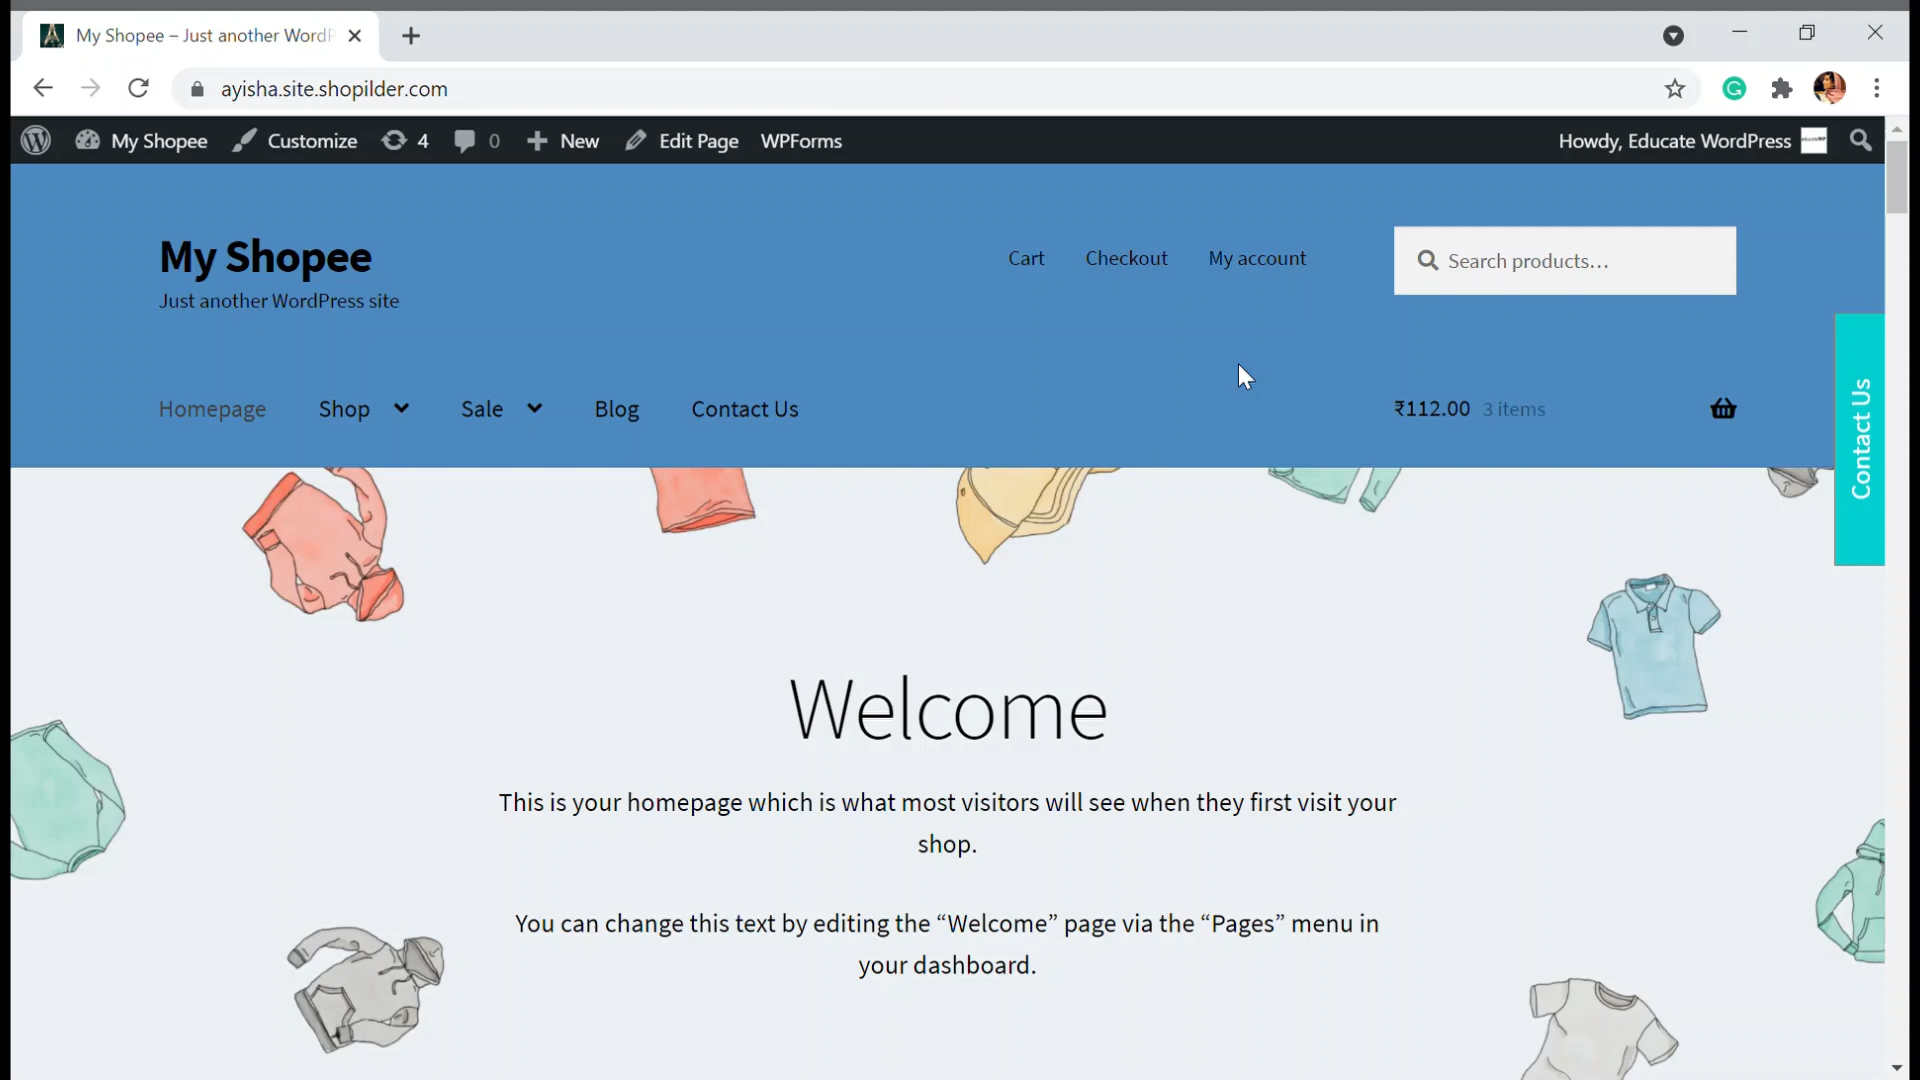 My Shopee – Just another WordP
ayisha.site.shopilder.com
My Shopee Customize 4 0 New Edit Page WPForms Howdy, Educate WordPress
My Shopee
Just another WordPress site
Cart Checkout My account
Search products…
Homepage Shop Sale Blog Contact Us
₹112.00 3 items
Contact Us
Welcome
This is your homepage which is what most visitors will see when they first visit your
shop.
You can change this text by editing the “Welcome” page via the “Pages” menu in
your dashboard.